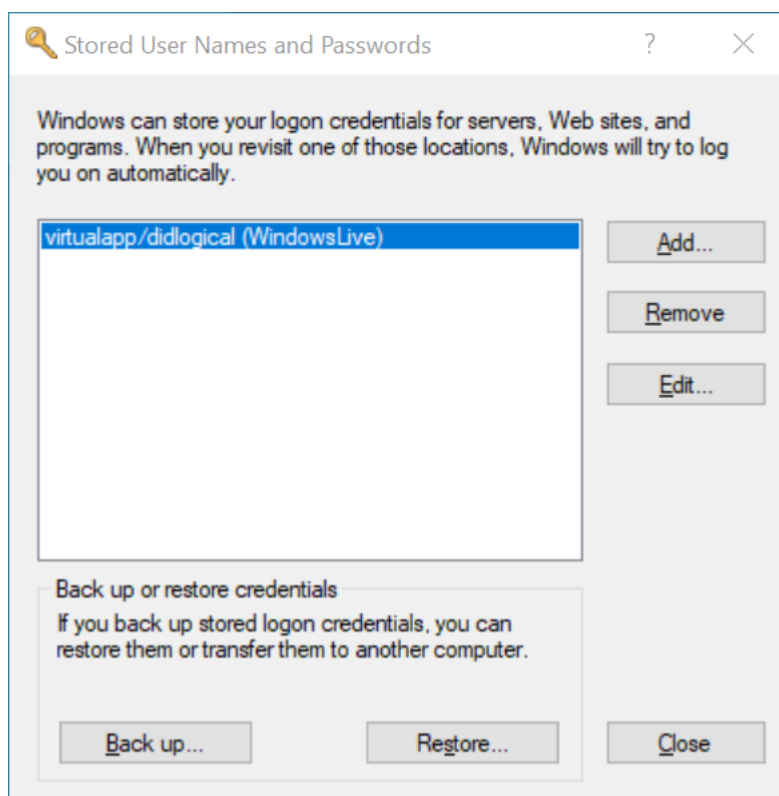 Stored User Names and Passwords
Windows can store your logon credentials for servers, Web sites, and
programs. When you revisit one of those locations, Windows will try to log
you on automatically.
virtualapp/didlogical (WindowsLive)
Add...
Remove
Edit...
Back up or restore credentials
If you back up stored logon credentials, you can
restore them or transfer them to another computer.
Back up...
Restore...
Close